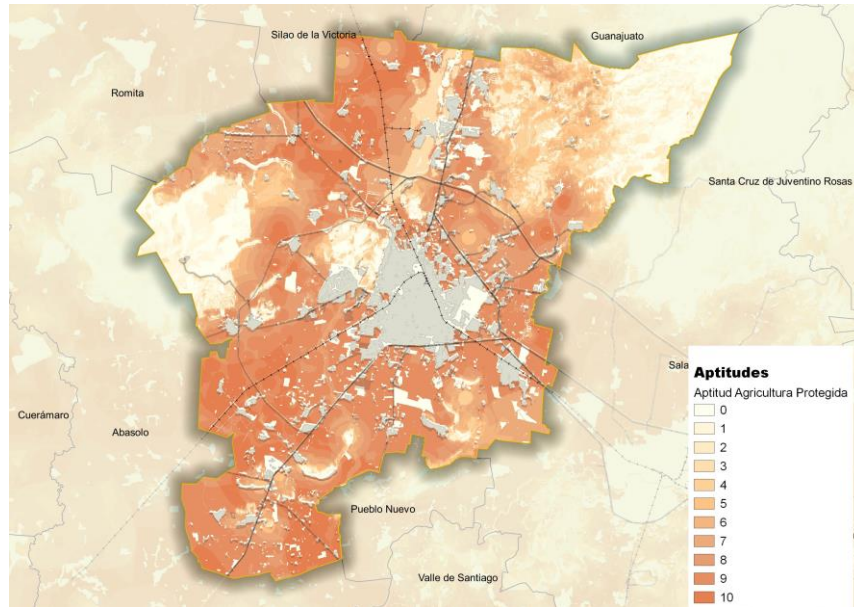 Silao de la Victoria
Guanajuato
Romita
Santa Cruz de Juventino Rosas
Sala
Cuerámaro
Abasolo
Pueblo Nuevo
Valle de Santiago
Aptitudes
Aptitud Agricultura Protegida
0
1
2
3
4
5
6
7
8
9
10